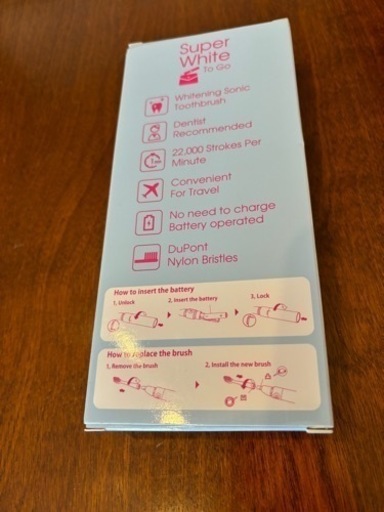 Super
White
To Go
Whitening Sonic
Toothbrush
Dentist
Recommended
22,000 Strokes Per
Minute
Convenient
For Travel
No need to charge
Battery operated
DuPont
Nylon Bristles
How to insert the battery
1, Unlock
2, Insert the battery
3, Lock
How to replace the brush
1, Remove the brush
2, Install the new brush